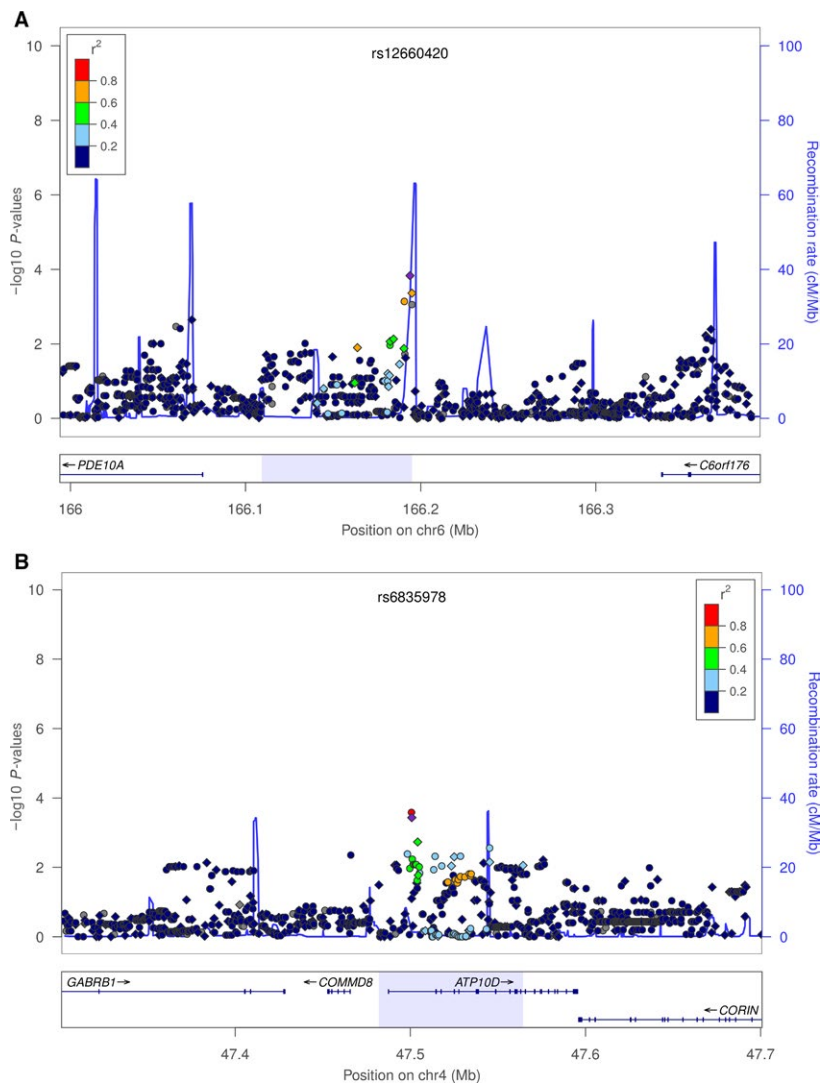 A
rs12660420
r2
0.8
0.6
0.4
0.2
10
8
6
4
2
0
−log10 P-values
100
80
60
40
20
0
Recombination rate (cM/Mb)
←PDE10A
←C6orf176
166
166.1
166.2
166.3
Position on chr6 (Mb)
B
rs6835978
r2
0.8
0.6
0.4
0.2
10
8
6
4
2
0
−log10 P-values
100
80
60
40
20
0
Recombination rate (cM/Mb)
GABRB1→
←COMMD8
ATP10D→
←CORIN
47.4
47.5
47.6
47.7
Position on chr4 (Mb)